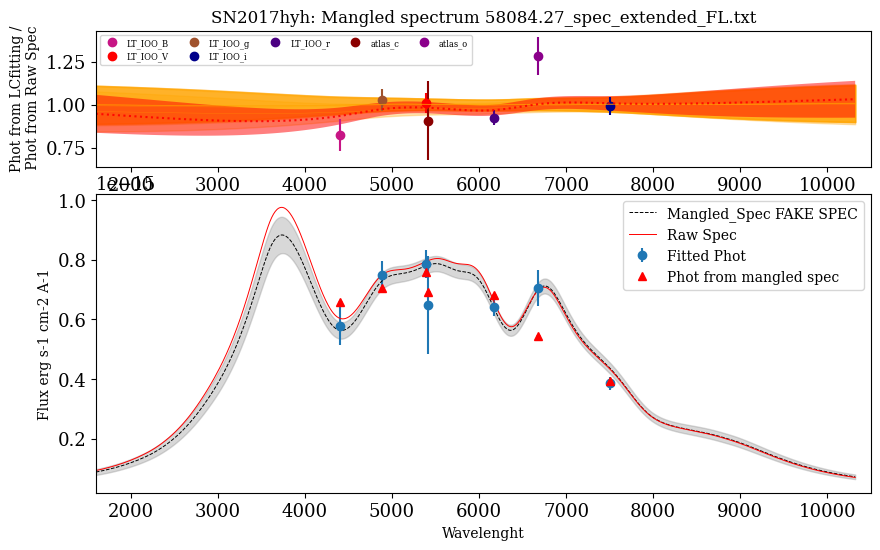 SN2017hyh: Mangled spectrum 58084.27_spec_extended_FL.txt
Phot from LCfitting /
Phot from Raw Spec
LT_IOO_B
LT_IOO_V
LT_IOO_g
LT_IOO_i
LT_IOO_r
atlas_c
atlas_o
1.25
1.00
0.75
2000 3000 4000 5000 6000 7000 8000 9000 10000
1e−15
Flux erg s-1 cm-2 A-1
1.0
0.8
0.6
0.4
0.2
Mangled_Spec FAKE SPEC
Raw Spec
Fitted Phot
Phot from mangled spec
2000 3000 4000 5000 6000 7000 8000 9000 10000
Wavelenght